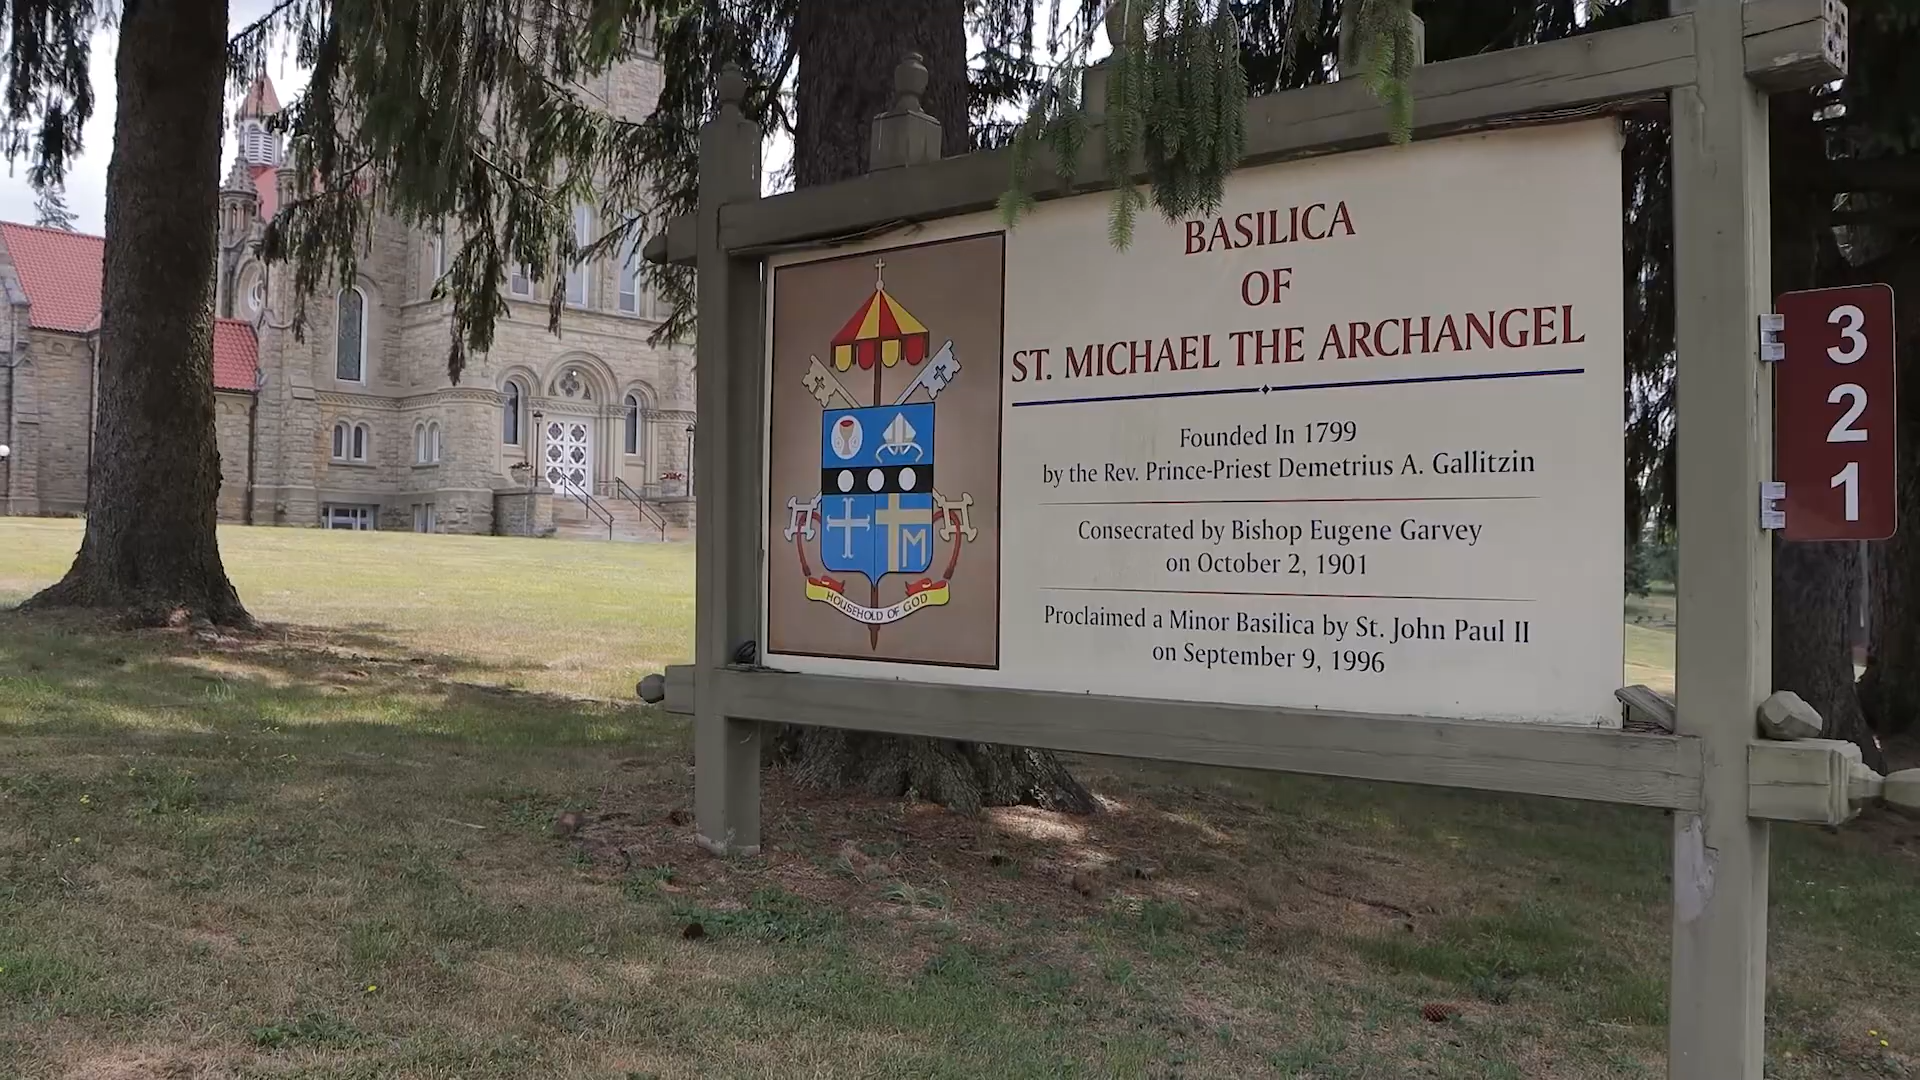 BASILICA
OF
ST. MICHAEL THE ARCHANGEL
Founded In 1799
by the Rev. Prince-Priest Demetrius A. Gallitzin
Consecrated by Bishop Eugene Garvey
on October 2, 1901
Proclaimed a Minor Basilica by St. John Paul II
on September 9, 1996
M
HOUSEHOLD OF GOD
3
2
1